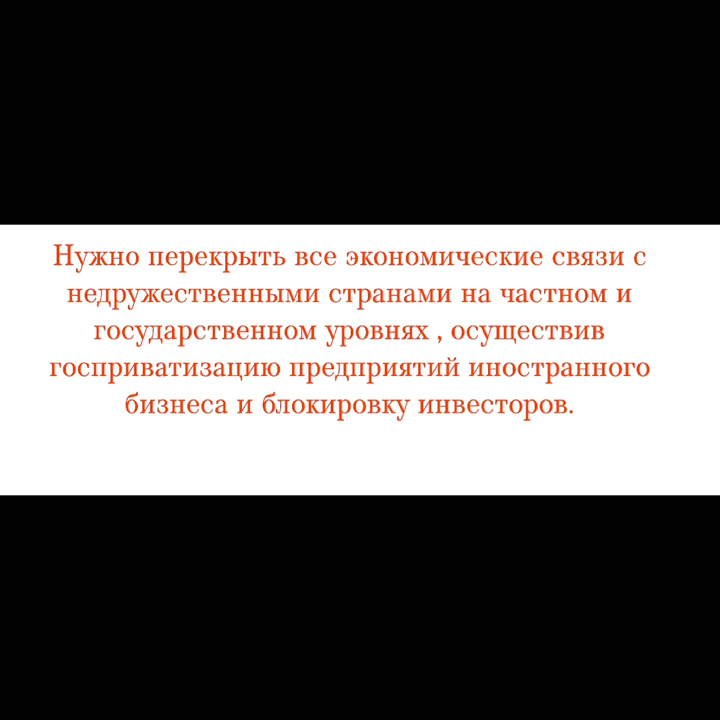 Нужно перекрыть все экономические связи с
недружественными странами на частном и
государственном уровнях , осуществив
госприватизацию предприятий иностранного
бизнеса и блокировку инвесторов.